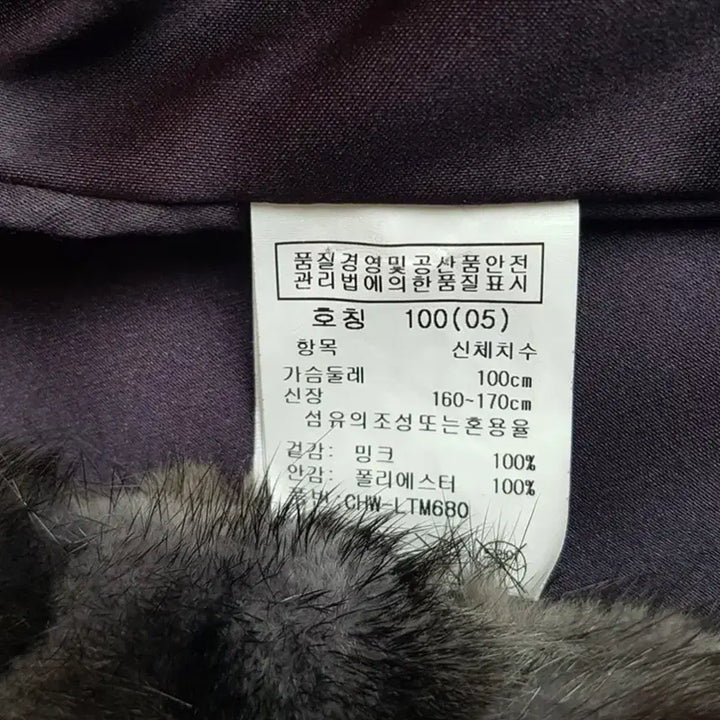 품질경영및공산품안전
관리법에의한품질표시
호칭 100(05)
항목 신체치수
가슴둘레 100cm
신장 160~170cm
섬유의조성또는혼용율
겉감: 밍크 100%
안감: 폴리에스터 100%
품번: CHW-LTM680